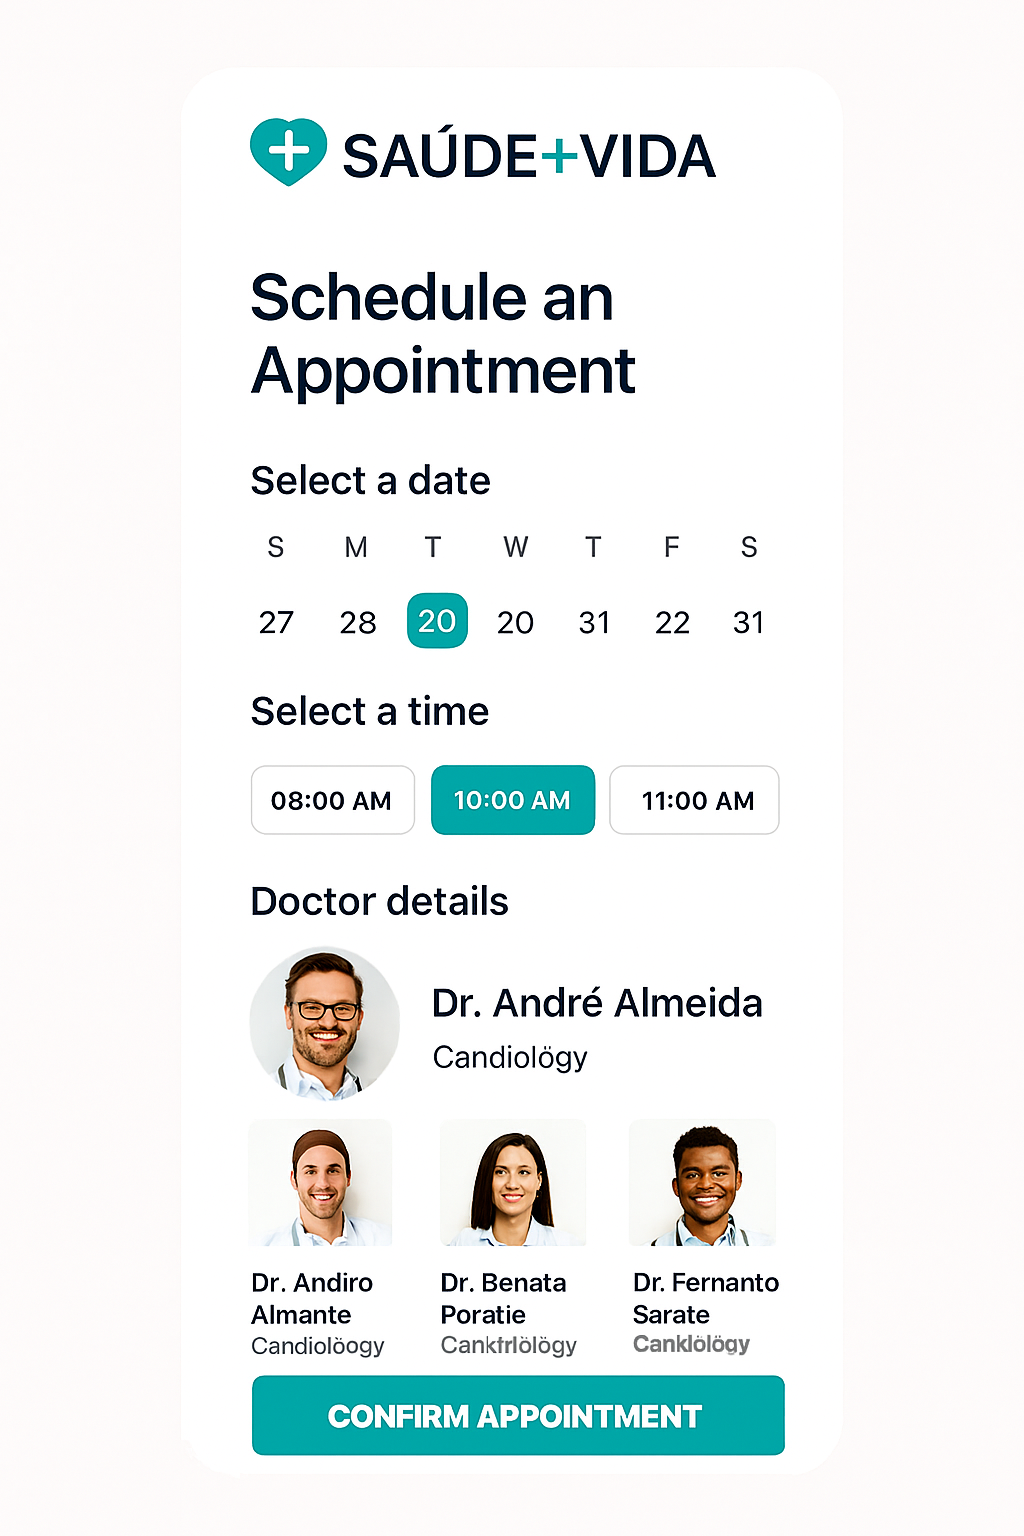 SAÚDE+VIDA
Schedule an
Appointment
Select a date
S M T W T F S
27 28 20 20 31 22 31
Select a time
08:00 AM 10:00 AM 11:00 AM
Doctor details
Dr. André Almeida
Candiolögy
Dr. Andiro
Almante
Candiolöogy
Dr. Benata
Poratie
Dr. Fernanto
Sarate
CONFIRM APPOINTMENT